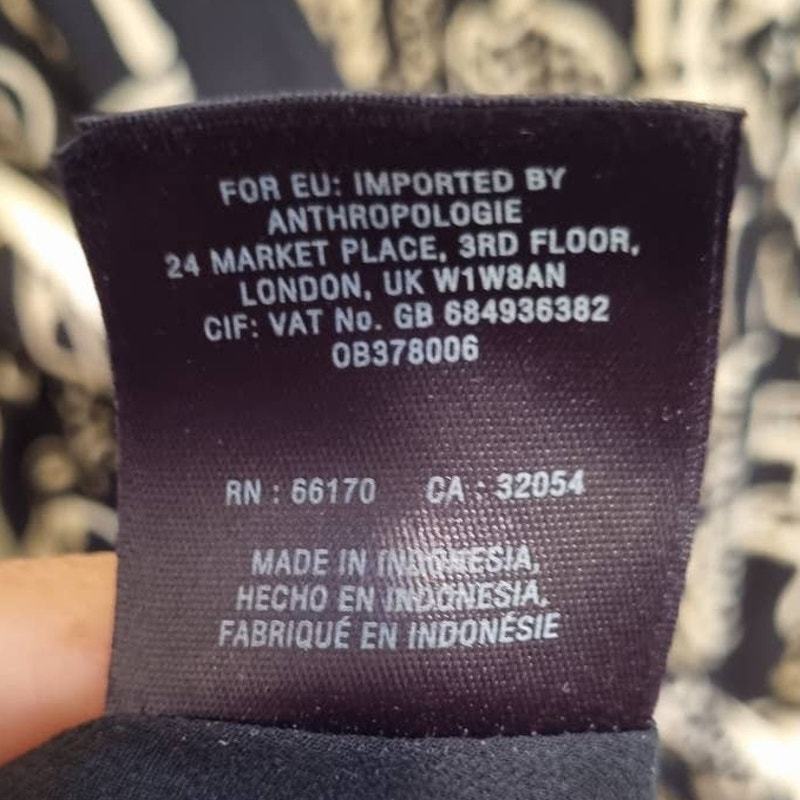 FOR EU: IMPORTED BY
ANTHROPOLOGIE
24 MARKET PLACE, 3RD FLOOR,
LONDON, UK W1W8AN
CIF: VAT No. GB 684936382
OB378006
RN : 66170 CA : 32054
MADE IN INDONESIA,
HECHO EN INDONESIA,
FABRIQUÉ EN INDONÉSIE